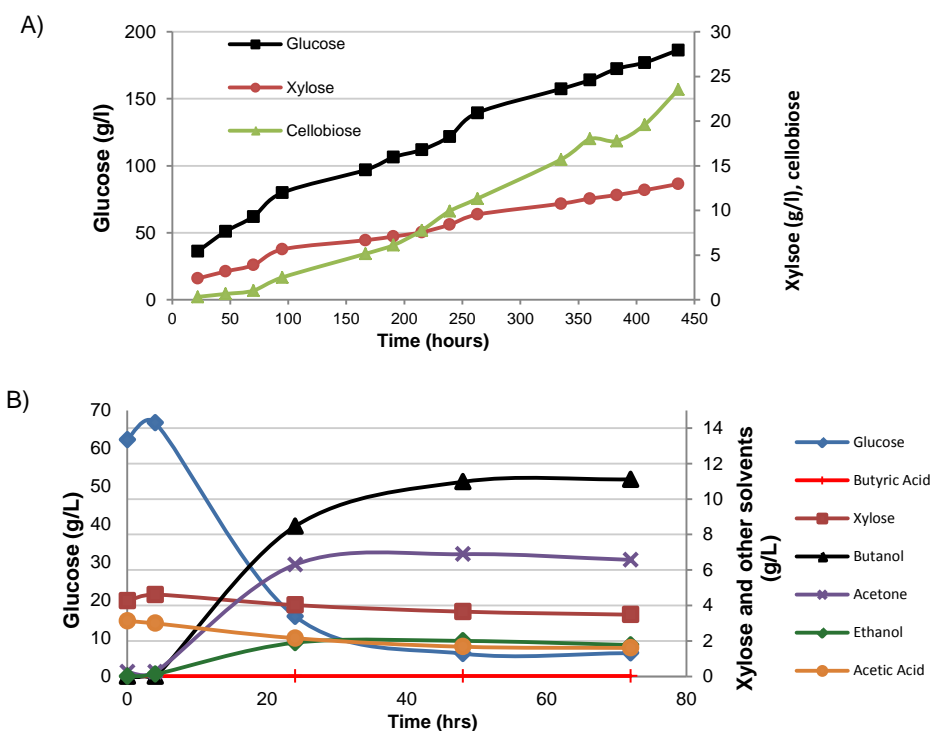 A)
Glucose
Xylose
Cellobiose
Glucose (g/l)
200
150
100
50
0
30
25
20
15
10
5
0
Xylsoe (g/l), cellobiose
0 50 100 150 200 250 300 350 400 450
Time (hours)
B)
Glucose (g/L)
70
60
50
40
30
20
10
0
14
12
10
8
6
4
2
0
Xylose and other solvents
(g/L)
0 20 40 60 80
Time (hrs)
Glucose
Butyric Acid
Xylose
Butanol
Acetone
Ethanol
Acetic Acid